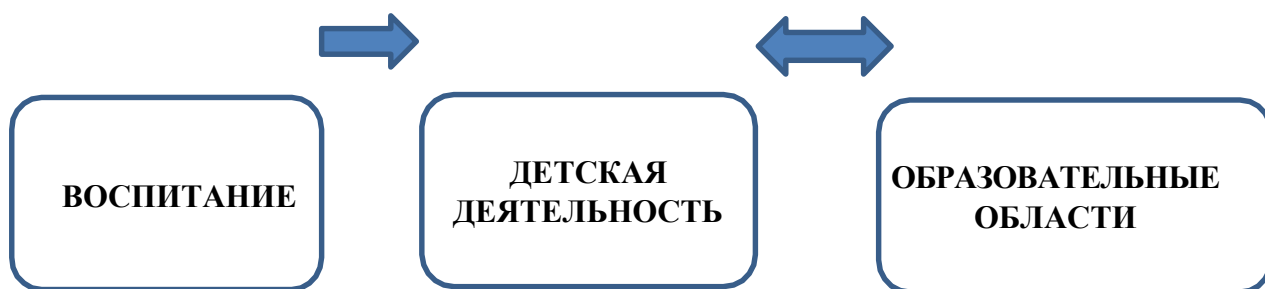 ВОСПИТАНИЕ
ДЕТСКАЯ
ДЕЯТЕЛЬНОСТЬ
ОБРАЗОВАТЕЛЬНЫЕ
ОБЛАСТИ